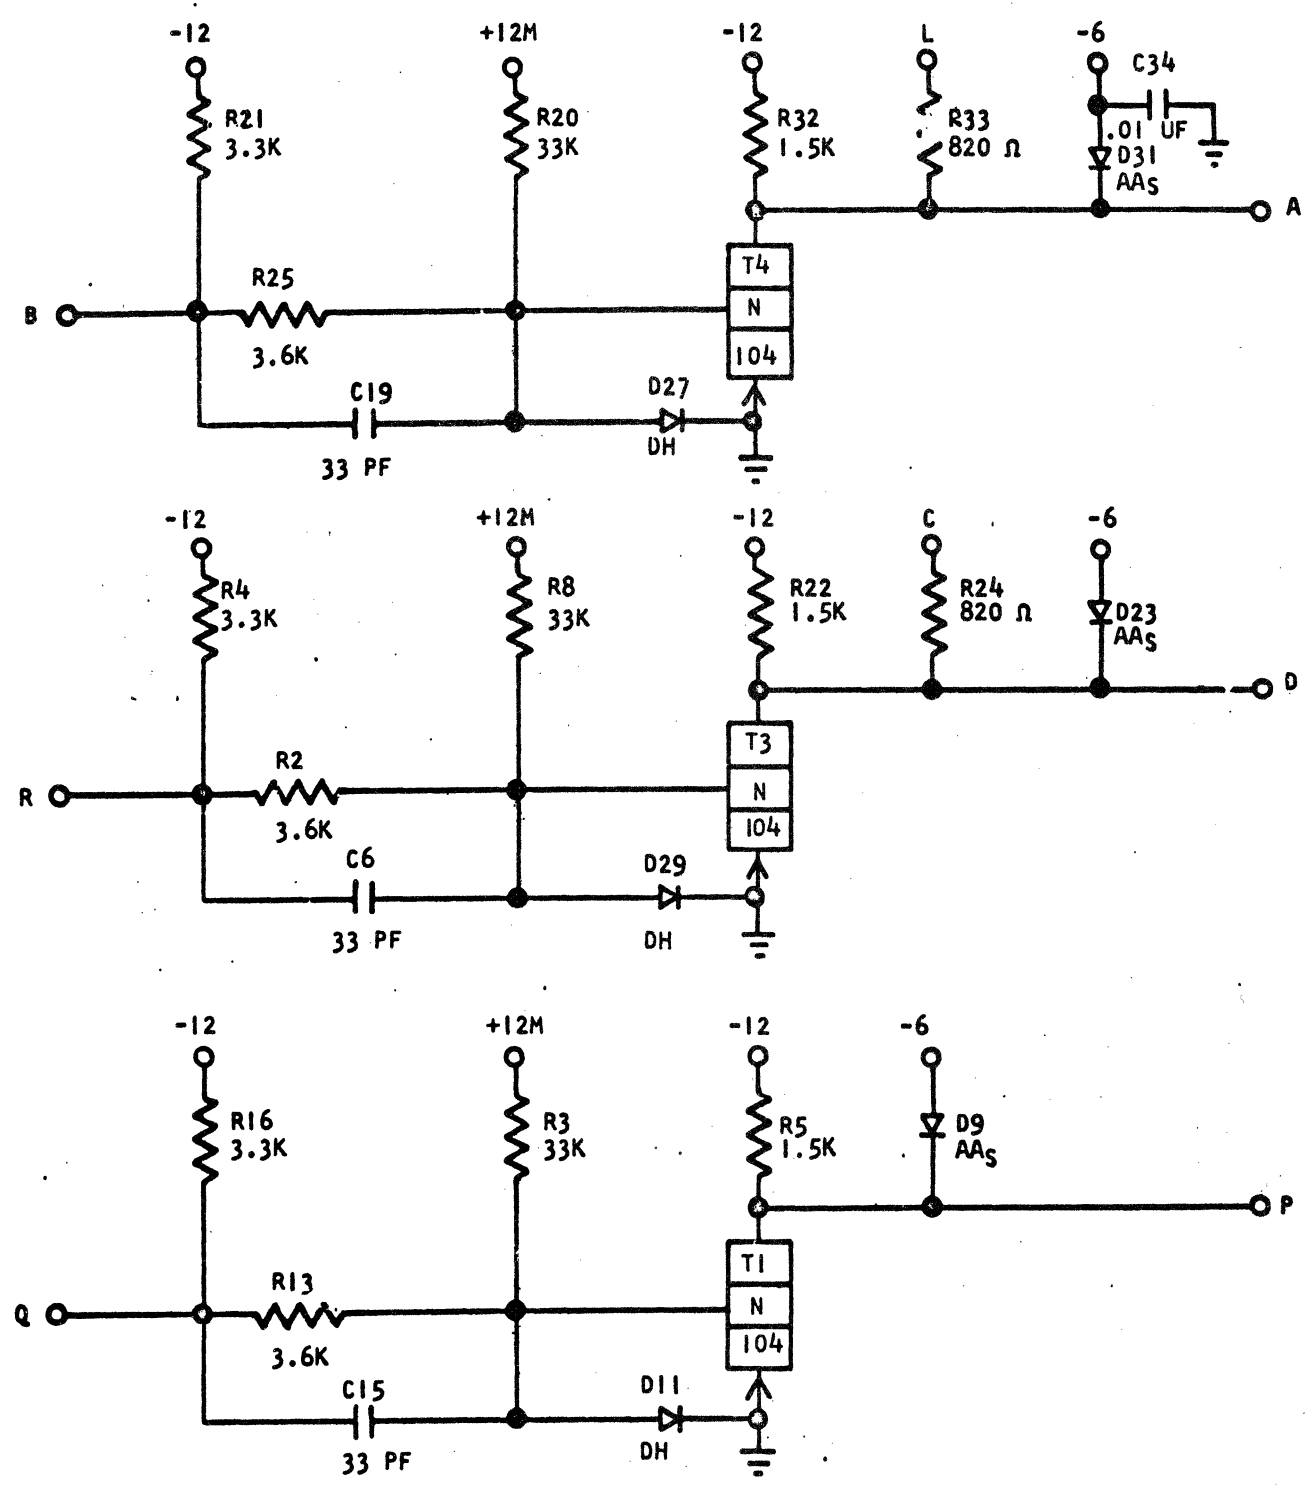 -12
+12M
-12
L
-6
C34
R21
3.3K
R20
33K
R32
1.5K
R33
820 Ω
.01 UF
D31
AAS
A
R25
T4
B
N
3.6K
104
C19
D27
33 PF
DH
-12
+12M
-12
C
-6
R4
3.3K
R8
33K
R22
1.5K
R24
820 Ω
D23
AAS
D
T3
R2
R
N
3.6K
104
C6
D29
33 PF
DH
-12
+12M
-12
-6
R16
3.3K
R3
33K
R5
1.5K
D9
AAS
P
T1
R13
Q
N
3.6K
104
C15
D11
33 PF
DH